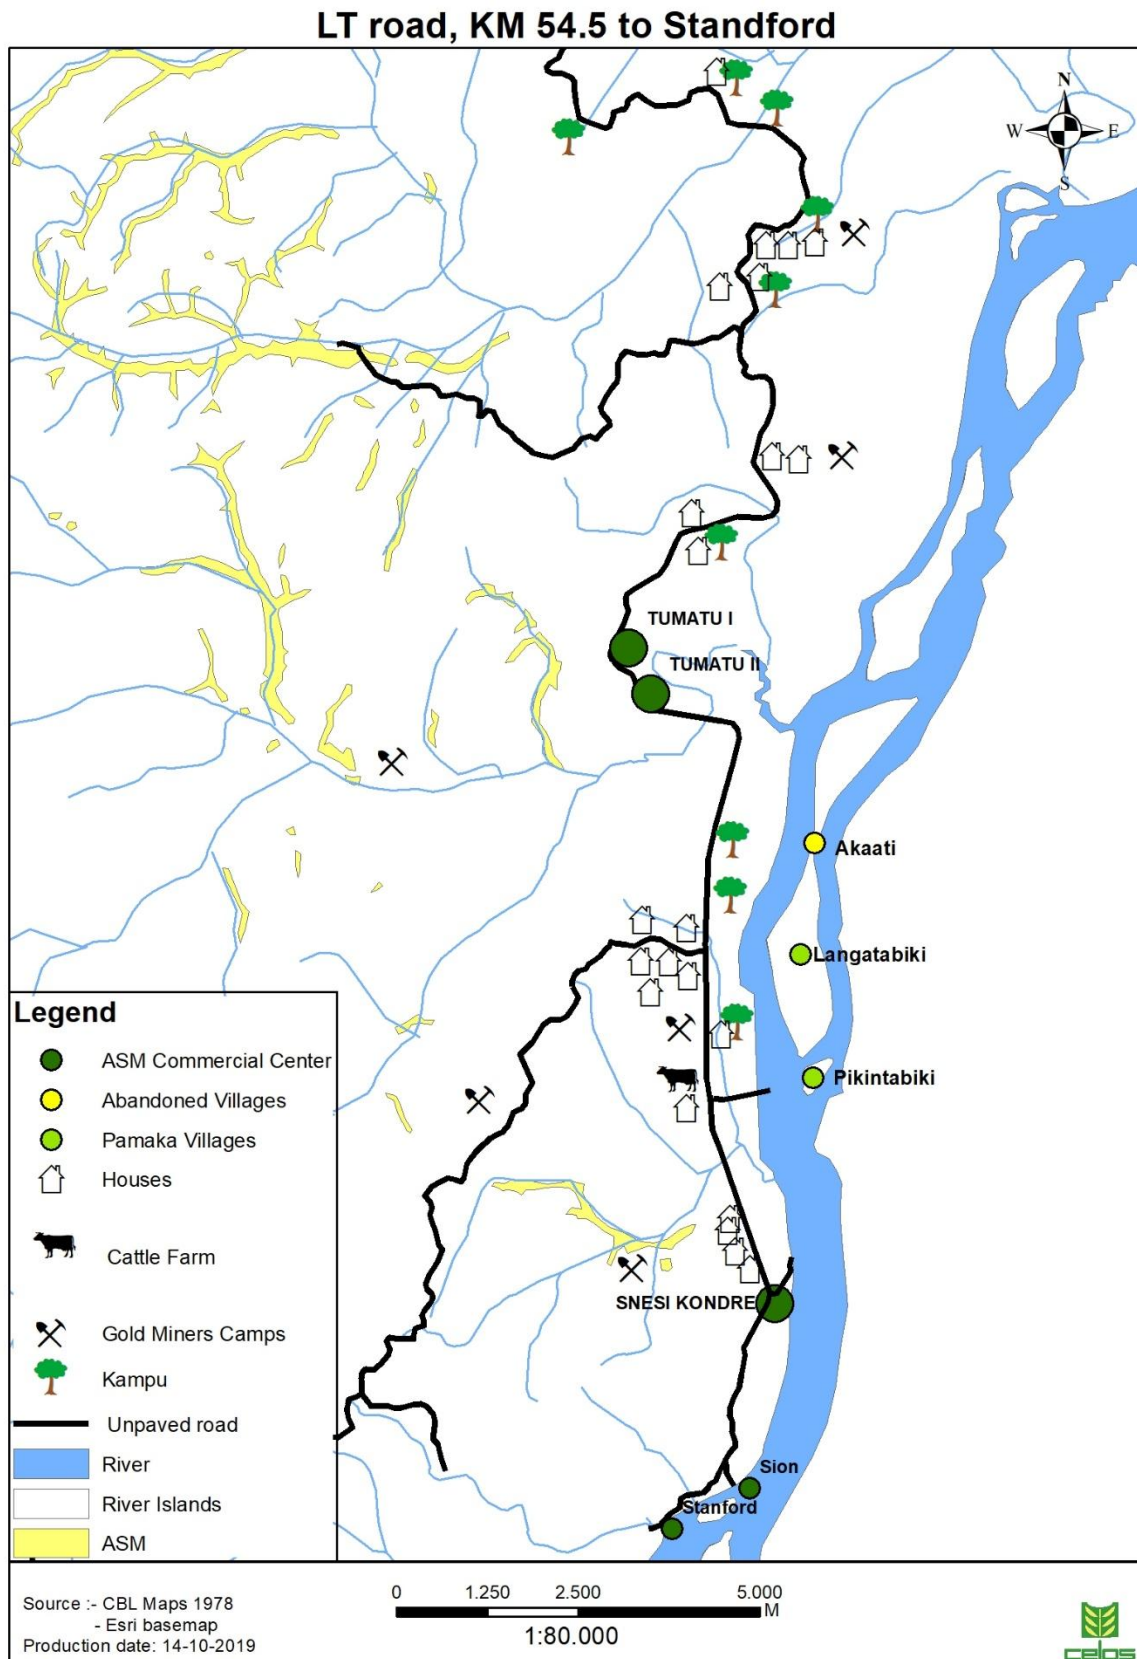 LT road, KM 54.5 to Standford
N
W E
S
TUMATU I
TUMATU II
Akaati
Langatabiki
Pikintabiki
SNESI KONDRE
Sion
Stanford
Legend
ASM Commercial Center
Abandoned Villages
Pamaka Villages
Houses
Cattle Farm
Gold Miners Camps
Kampu
Unpaved road
River
River Islands
ASM
Source :- CBL Maps 1978
- Esri basemap
Production date: 14-10-2019
0 1.250 2.500 5.000
M
1:80.000
celos